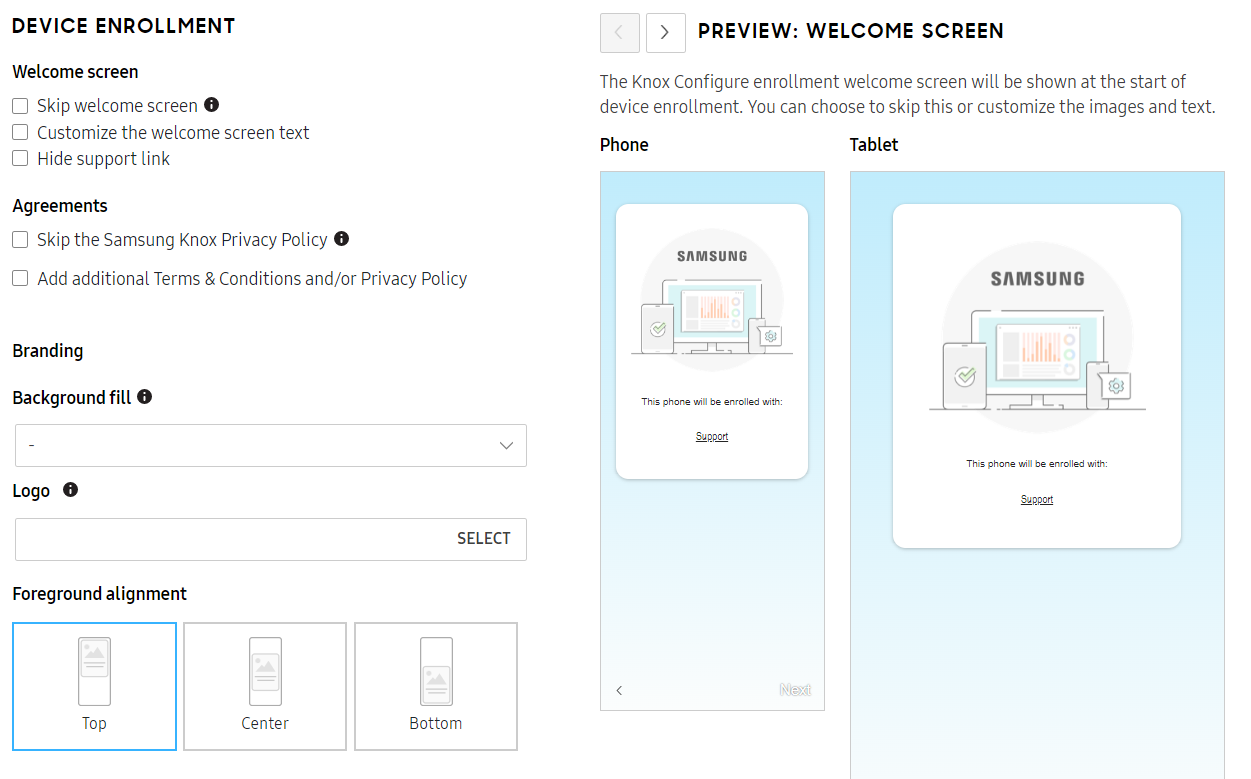 DEVICE ENROLLMENT
Welcome screen
Skip welcome screen
Customize the welcome screen text
Hide support link
Agreements
Skip the Samsung Knox Privacy Policy
Add additional Terms & Conditions and/or Privacy Policy
Branding
Background fill
-
Logo
SELECT
Foreground alignment
Top
Center
Bottom
PREVIEW: WELCOME SCREEN
The Knox Configure enrollment welcome screen will be shown at the start of
device enrollment. You can choose to skip this or customize the images and text.
Phone
SAMSUNG
This phone will be enrolled with:
Support
Next
Tablet
SAMSUNG
This phone will be enrolled with:
Support